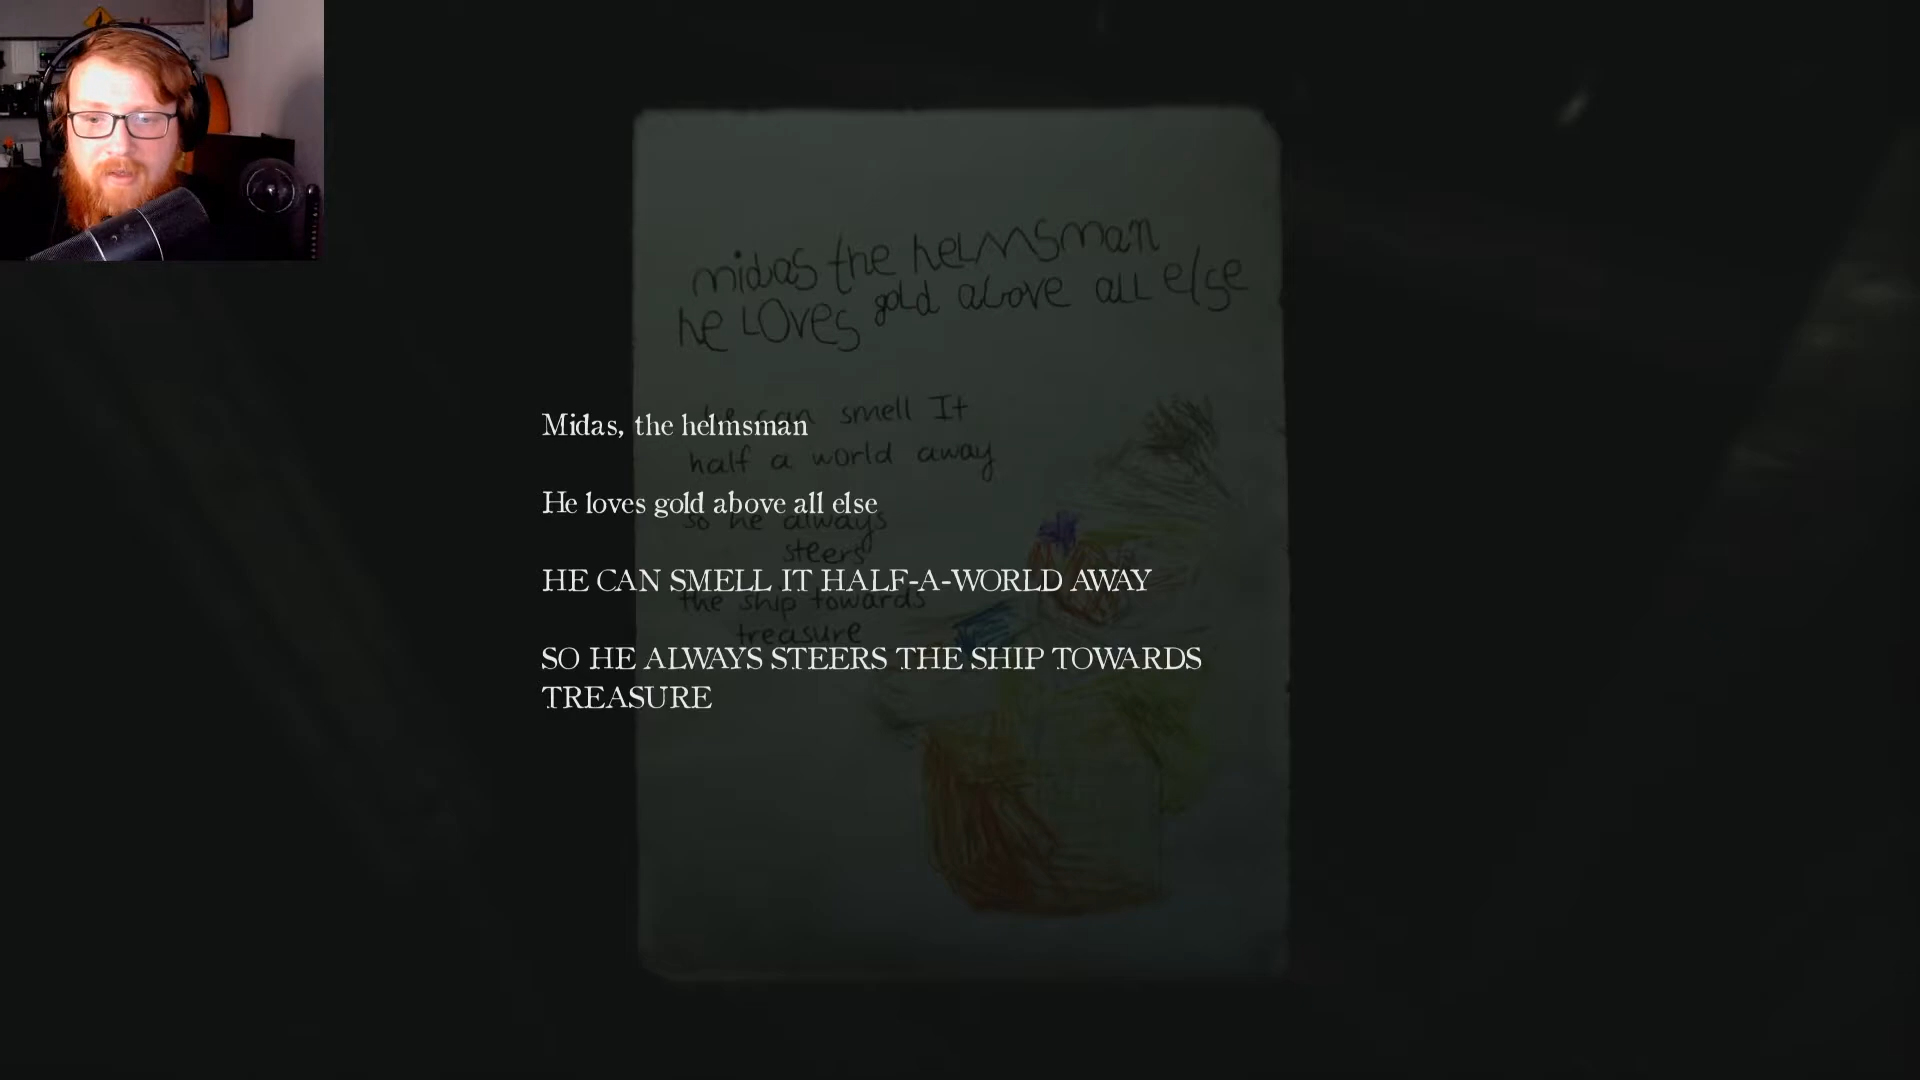 midas the heLMSman
he LOves gold above aLL else
he can smell It
half a world away
so he always
steers
the ship towards
treasure
Midas, the helmsman
He loves gold above all else
HE CAN SMELL IT HALF-A-WORLD AWAY
SO HE ALWAYS STEERS THE SHIP TOWARDS
TREASURE